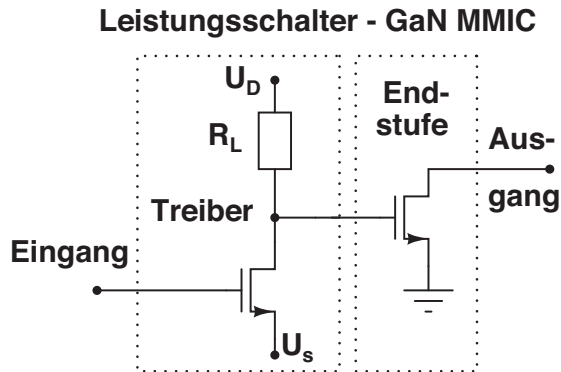 Leistungsschalter - GaN MMIC
U_D
R_L
Treiber
Eingang
U_s
End-
stufe
Aus-
gang